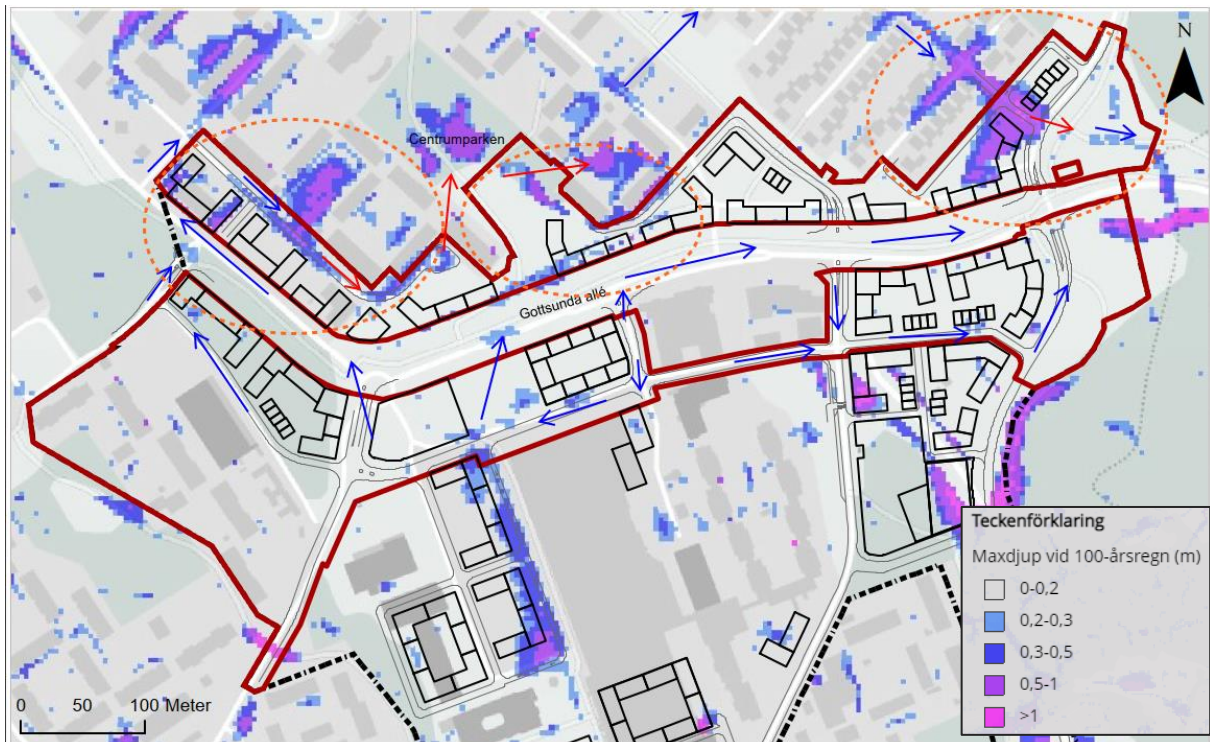 N
Centrumparken
Gottsunda allé
Teckenförklaring
Maxdjup vid 100-årsregn (m)
0-0,2
0,2-0,3
0,3-0,5
0,5-1
>1
0 50 100 Meter